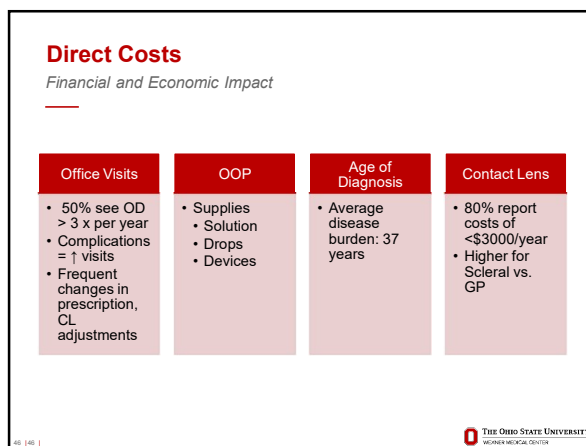 Direct Costs
Financial and Economic Impact
Office Visits
• 50% see OD
> 3 x per year
• Complications
= ↑ visits
• Frequent
changes in
prescription,
CL
adjustments
OOP
• Supplies
• Solution
• Drops
• Devices
Age of
Diagnosis
• Average
disease
burden: 37
years
Contact Lens
• 80% report
costs of
<$3000/year
• Higher for
Scleral vs.
GP
46 |46 |
THE OHIO STATE UNIVERSITY
WEXNER MEDICAL CENTER